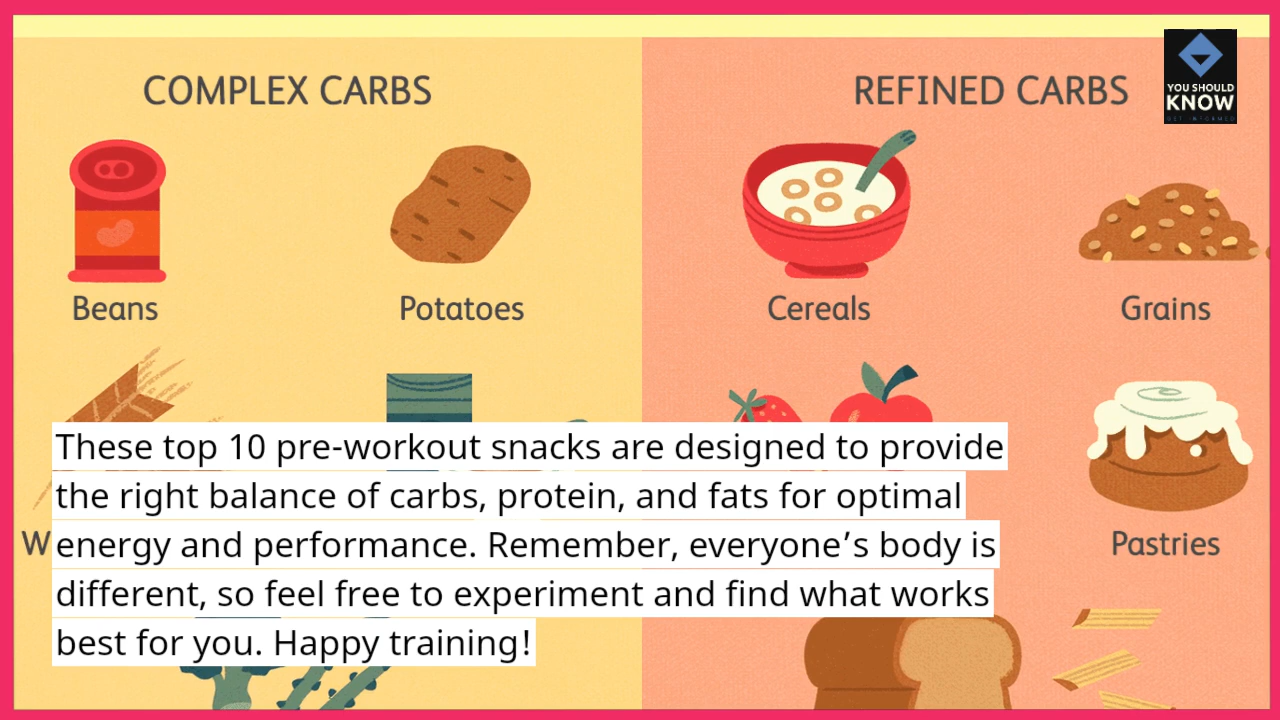 COMPLEX CARBS
REFINED CARBS
YOU SHOULD
KNOW
GET INFORMED
Beans
Potatoes
Cereals
Grains
These top 10 pre-workout snacks are designed to provide
the right balance of carbs, protein, and fats for optimal
energy and performance. Remember, everyone’s body is
different, so feel free to experiment and find what works
best for you. Happy training!
Pastries